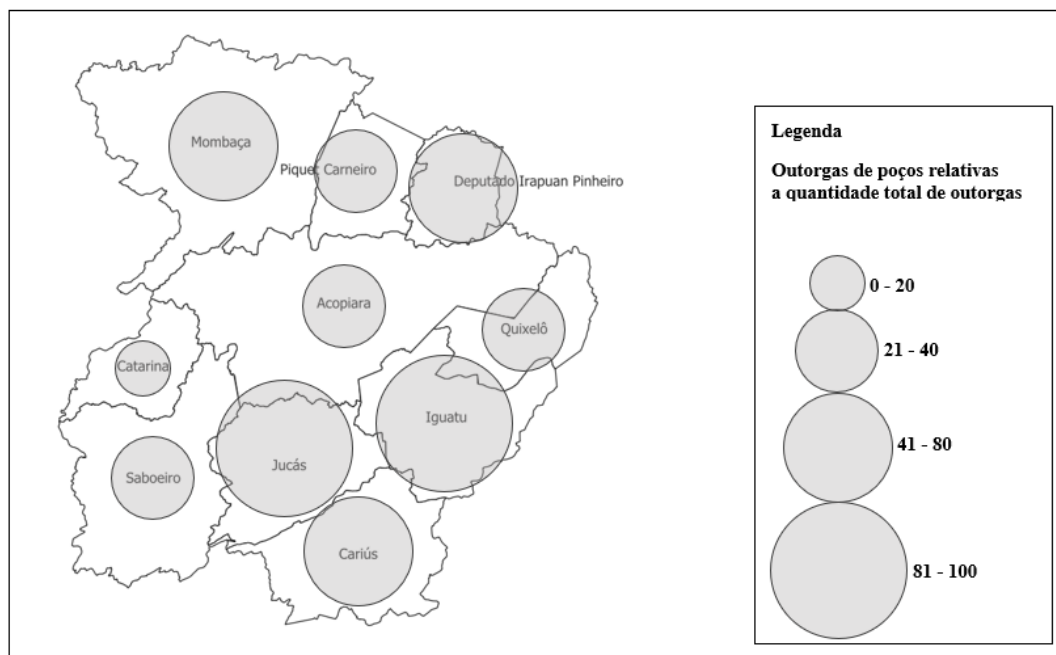 Mombaça
Piquet Carneiro
Deputado Irapuan Pinheiro
Acopiara
Quixelô
Catarina
Iguatu
Jucás
Saboeiro
Cariús
Legenda
Outorgas de poços relativas
a quantidade total de outorgas
0 - 20
21 - 40
41 - 80
81 - 100